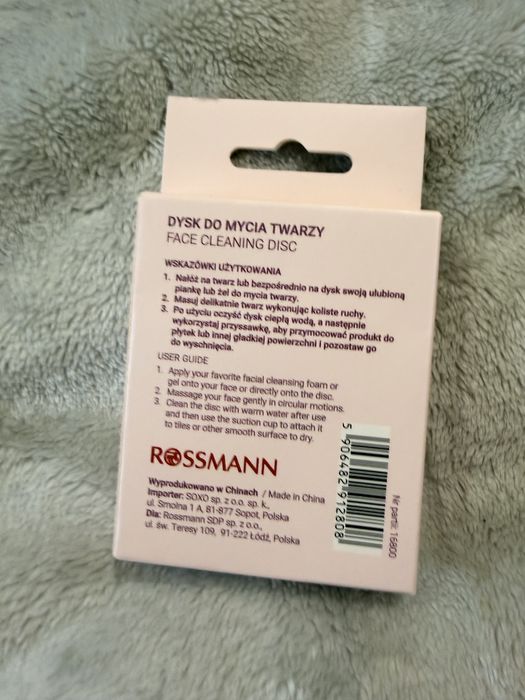 DYSK DO MYCIA TWARZY
FACE CLEANING DISC
WSKAZÓWKI UŻYTKOWANIA
1. Nałóż na twarz lub bezpośrednio na dysk swoją ulubioną
piankę lub żel do mycia twarzy.
2. Masuj delikatnie twarz wykonując koliste ruchy.
3. Po użyciu oczyść dysk ciepłą wodą, a następnie
wykorzystaj przyssawkę, aby przymocować produkt do
płytek lub innej gładkiej powierzchni i pozostaw go
do wyschnięcia.
USER GUIDE
1. Apply your favorite facial cleansing foam or
gel onto your face or directly onto the disc.
2. Massage your face gently in circular motions.
3. Clean the disc with warm water after use
and then use the suction cup to attach it
to tiles or other smooth surface to dry.
ROSSMANN
Wyprodukowano w Chinach / Made in China
Importer: SOXO sp. z o.o. sp. k.,
ul. Smolna 1 A, 81-877 Sopot, Polska
Dla: Rossmann SDP sp. z o.o.,
ul. św. Teresy 109, 91-222 Łódź, Polska
5 906482 912808
Nr partii: 16800